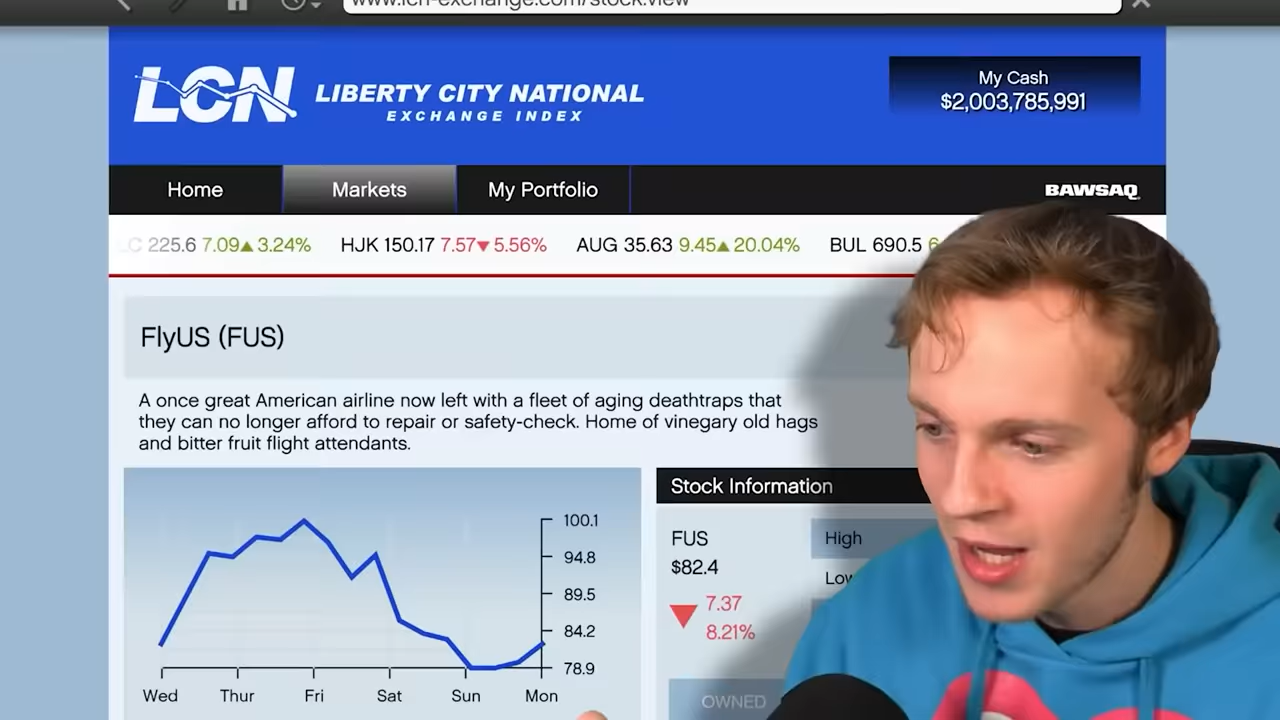 www.lcn-exchange.com/stock.view
LCN
LIBERTY CITY NATIONAL
EXCHANGE INDEX
My Cash
$2,003,785,991
Home
Markets
My Portfolio
BAWSAQ
225.6 7.09▲3.24% HJK 150.17 7.57▼5.56% AUG 35.63 9.45▲20.04% BUL 690.5
FlyUS (FUS)
A once great American airline now left with a fleet of aging deathtraps that
they can no longer afford to repair or safety-check. Home of vinegary old hags
and bitter fruit flight attendants.
100.1
94.8
89.5
84.2
78.9
Wed Thur Fri Sat Sun Mon
Stock Information
FUS
$82.4
7.37
8.21%
High
Low
OWNED